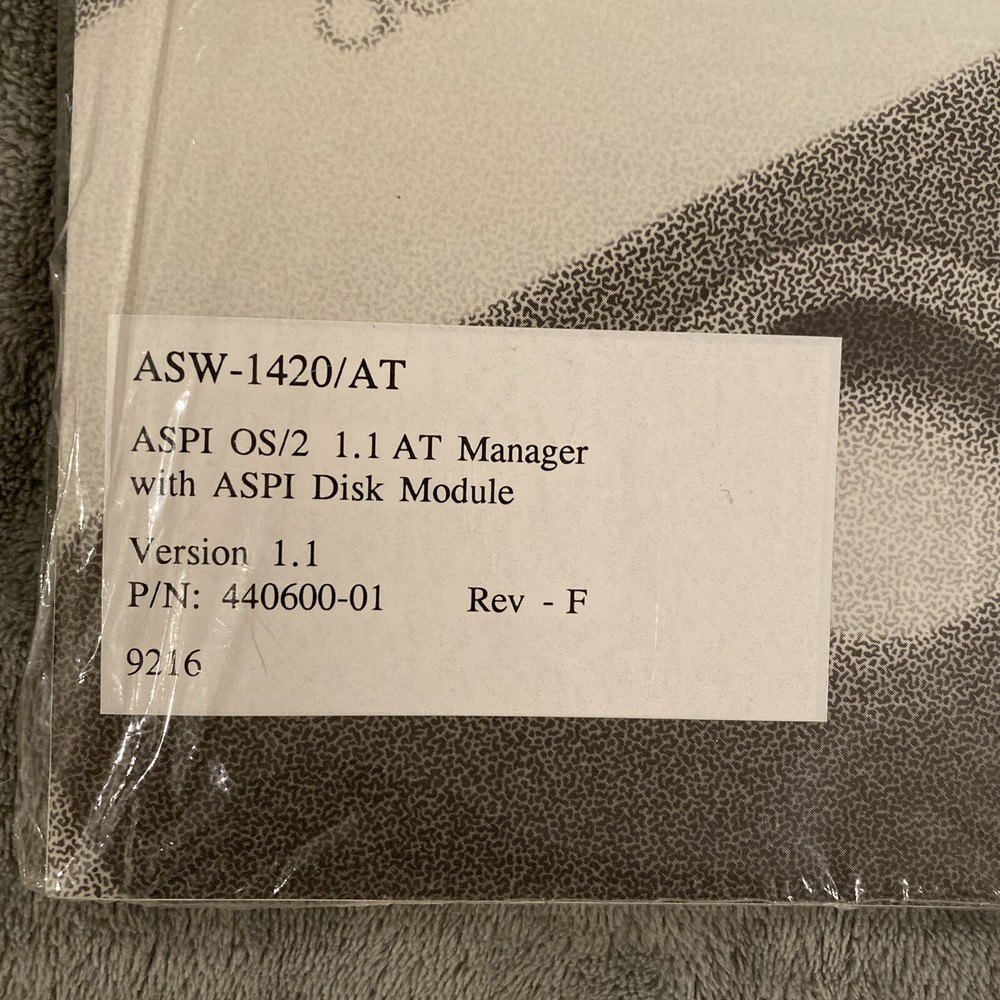 ASW-1420/AT
ASPI OS/2 1.1 AT Manager
with ASPI Disk Module
Version 1.1
P/N: 440600-01 Rev - F
9216